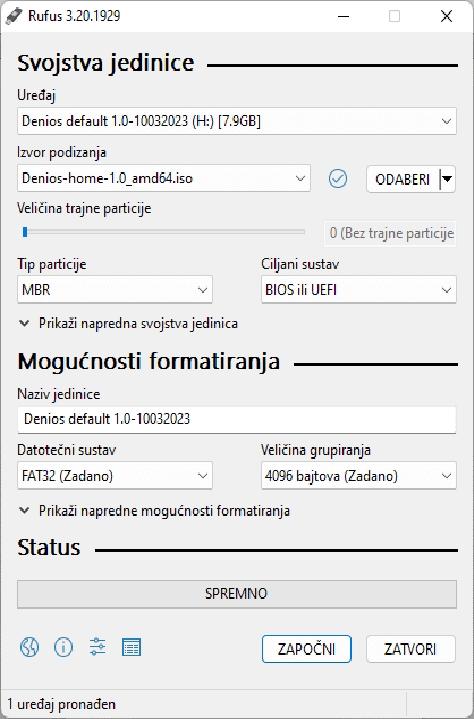 Rufus 3.20.1929
Svojstva jedinice
Uređaj
Denios default 1.0-10032023 (H:) [7.9GB]
Izvor podizanja
Denios-home-1.0_amd64.iso
ODABERI
Veličina trajne particije
0 (Bez trajne particije
Tip particije
Ciljani sustav
MBR
BIOS ili UEFI
Prikaži napredna svojstva jedinica
Mogućnosti formatiranja
Naziv jedinice
Denios default 1.0-10032023
Datotečni sustav
Veličina grupiranja
FAT32 (Zadano)
4096 bajtova (Zadano)
Prikaži napredne mogućnosti formatiranja
Status
SPREMNO
ZAPOČNI
ZATVORI
1 uređaj pronađen